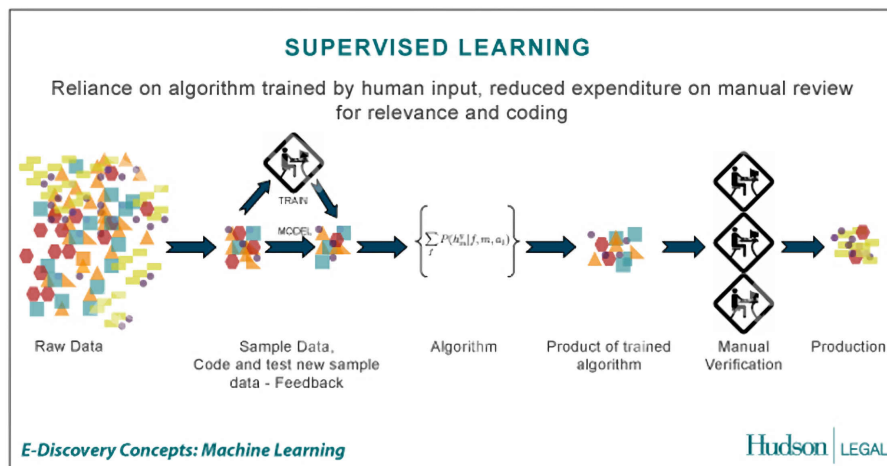 SUPERVISED LEARNING
Reliance on algorithm trained by human input, reduced expenditure on manual review
for relevance and coding
TRAIN
MODEL
{∑f P(hᵃₘ|f, m, aₜ)}
Raw Data
Sample Data,
Code and test new sample
data - Feedback
Algorithm
Product of trained
algorithm
Manual
Verification
Production
E-Discovery Concepts: Machine Learning
Hudson | LEGAL